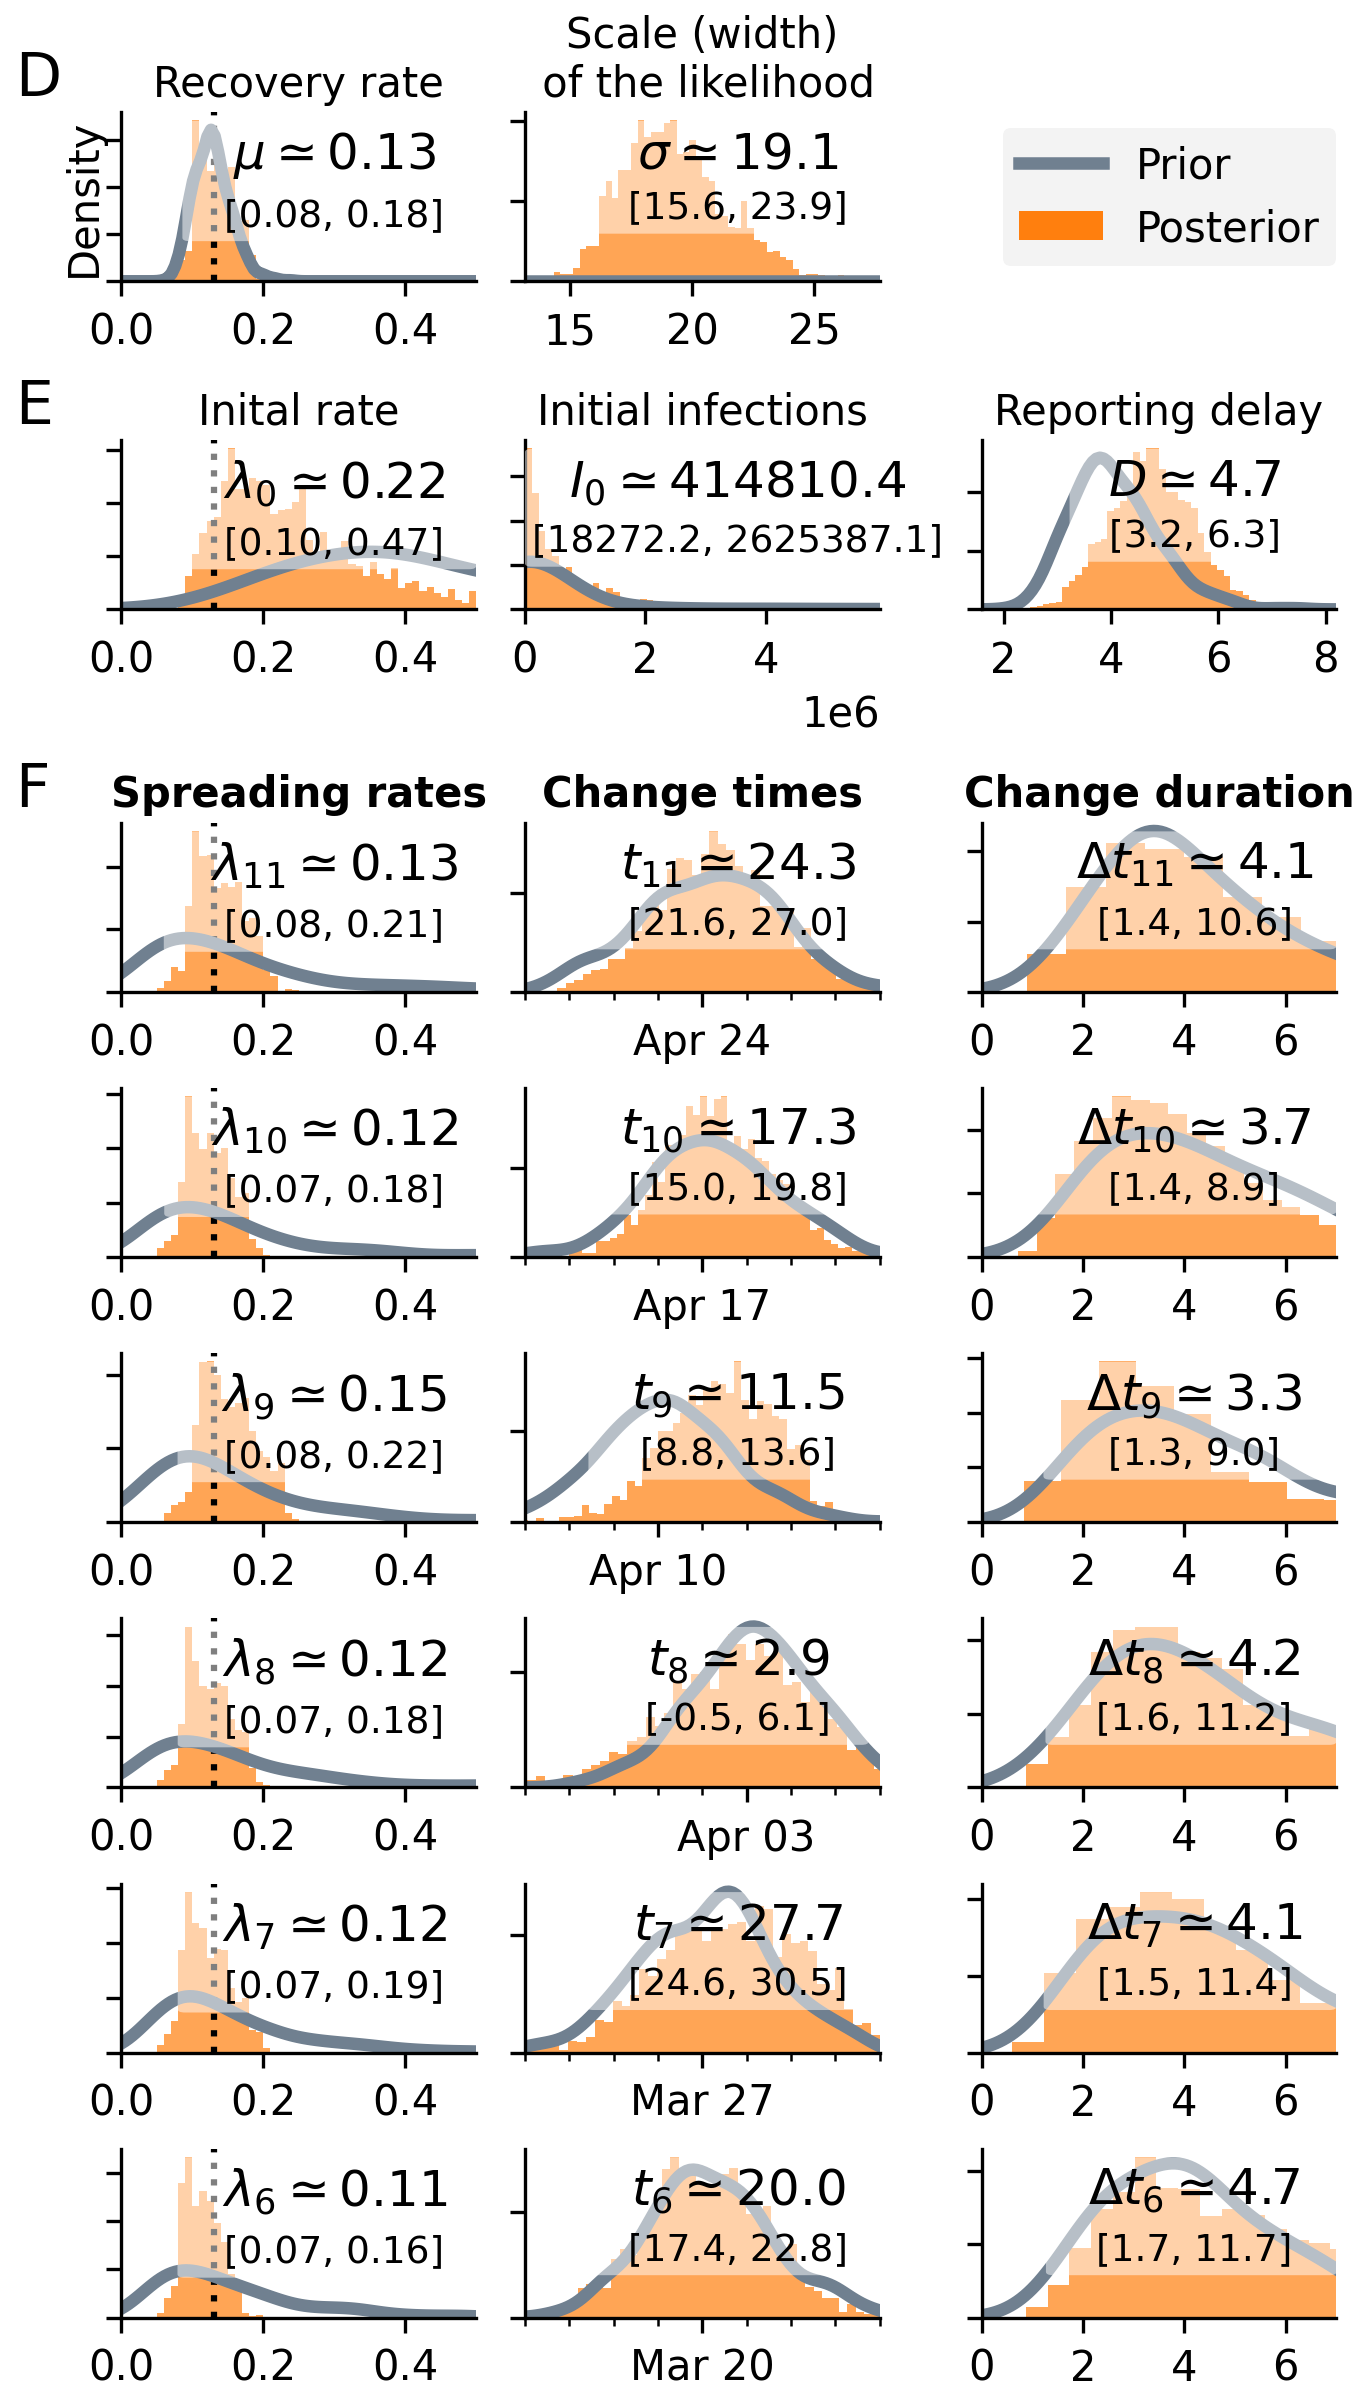 D
Recovery rate
Scale (width)
of the likelihood
Density
μ ≃ 0.13
[0.08, 0.18]
0.0 0.2 0.4
σ ≃ 19.1
[15.6, 23.9]
15 20 25
Prior
Posterior
E
Inital rate
λ0 ≃ 0.22
[0.10, 0.47]
0.0 0.2 0.4
Initial infections
I0 ≃ 414810.4
[18272.2, 2625387.1]
0 2 4
1e6
Reporting delay
D ≃ 4.7
[3.2, 6.3]
2 4 6 8
F
Spreading rates
Change times
Change duration
λ11 ≃ 0.13
[0.08, 0.21]
0.0 0.2 0.4
t11 ≃ 24.3
[21.6, 27.0]
Apr 24
Δt11 ≃ 4.1
[1.4, 10.6]
0 2 4 6
λ10 ≃ 0.12
[0.07, 0.18]
0.0 0.2 0.4
t10 ≃ 17.3
[15.0, 19.8]
Apr 17
Δt10 ≃ 3.7
[1.4, 8.9]
0 2 4 6
λ9 ≃ 0.15
[0.08, 0.22]
0.0 0.2 0.4
t9 ≃ 11.5
[8.8, 13.6]
Apr 10
Δt9 ≃ 3.3
[1.3, 9.0]
0 2 4 6
λ8 ≃ 0.12
[0.07, 0.18]
0.0 0.2 0.4
t8 ≃ 2.9
[-0.5, 6.1]
Apr 03
Δt8 ≃ 4.2
[1.6, 11.2]
0 2 4 6
λ7 ≃ 0.12
[0.07, 0.19]
0.0 0.2 0.4
t7 ≃ 27.7
[24.6, 30.5]
Mar 27
Δt7 ≃ 4.1
[1.5, 11.4]
0 2 4 6
λ6 ≃ 0.11
[0.07, 0.16]
0.0 0.2 0.4
t6 ≃ 20.0
[17.4, 22.8]
Mar 20
Δt6 ≃ 4.7
[1.7, 11.7]
0 2 4 6